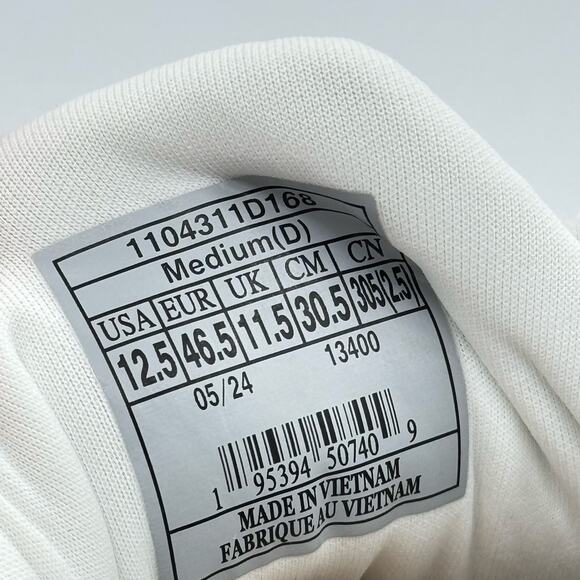 1104311D168
Medium(D)
USA EUR UK CM CN
12.5 46.5 11.5 30.5 305(2.5)
05/24 13400
1 95394 50740 9
MADE IN VIETNAM
FABRIQUE AU VIETNAM